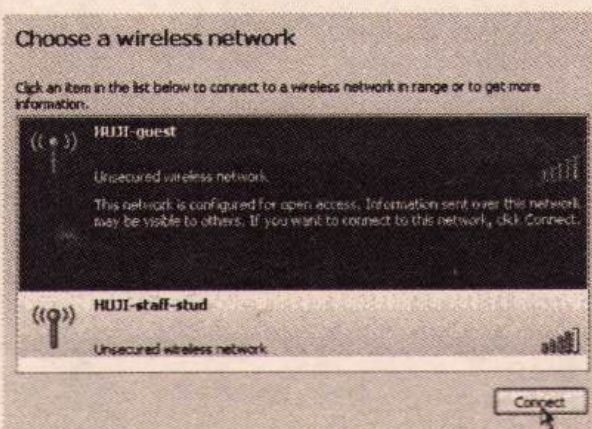 Choose a wireless network
Click an item in the list below to connect to a wireless network in range or to get more
information.
HUJI-guest
Unsecured wireless network
This network is configured for open access. Information sent over this network
may be visible to others. If you want to connect to this network, click Connect.
HUJI-staff-stud
Unsecured wireless network
Connect